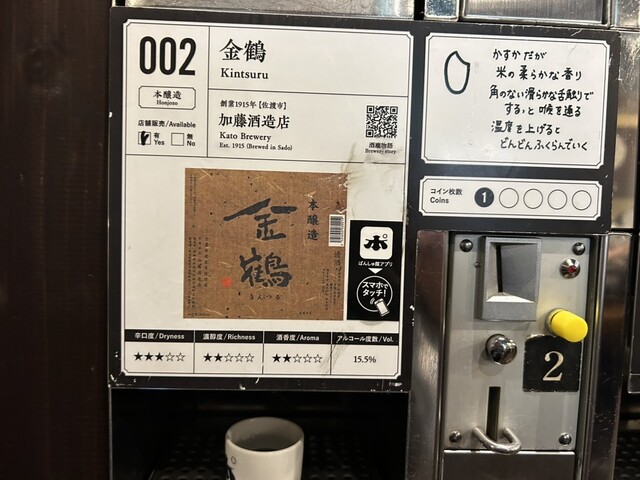 002
本醸造
Honjozo
店舗販売/Available
有
Yes
無
No
金鶴
Kintsuru
創業1915年【佐渡市】
加藤酒造店
Kato Brewery
Est. 1915 (Brewed in Sado)
酒蔵物語
Brewery story
本醸造
金鶴
きんつる
ぽ
ぽんしゅ館アプリ
スマホで
タッチ!
辛口度/Dryness
★★★☆☆
濃醇度/Richness
★★☆☆☆
酒香度/Aroma
★★☆☆☆
アルコール度数/Vol.
15.5%
かすかだが
米の柔らかな香り
角のない滑らかな舌触りで
するっと喉を通る
温度を上げると
どんどんふくらんでいく
コイン枚数
Coins
1
2